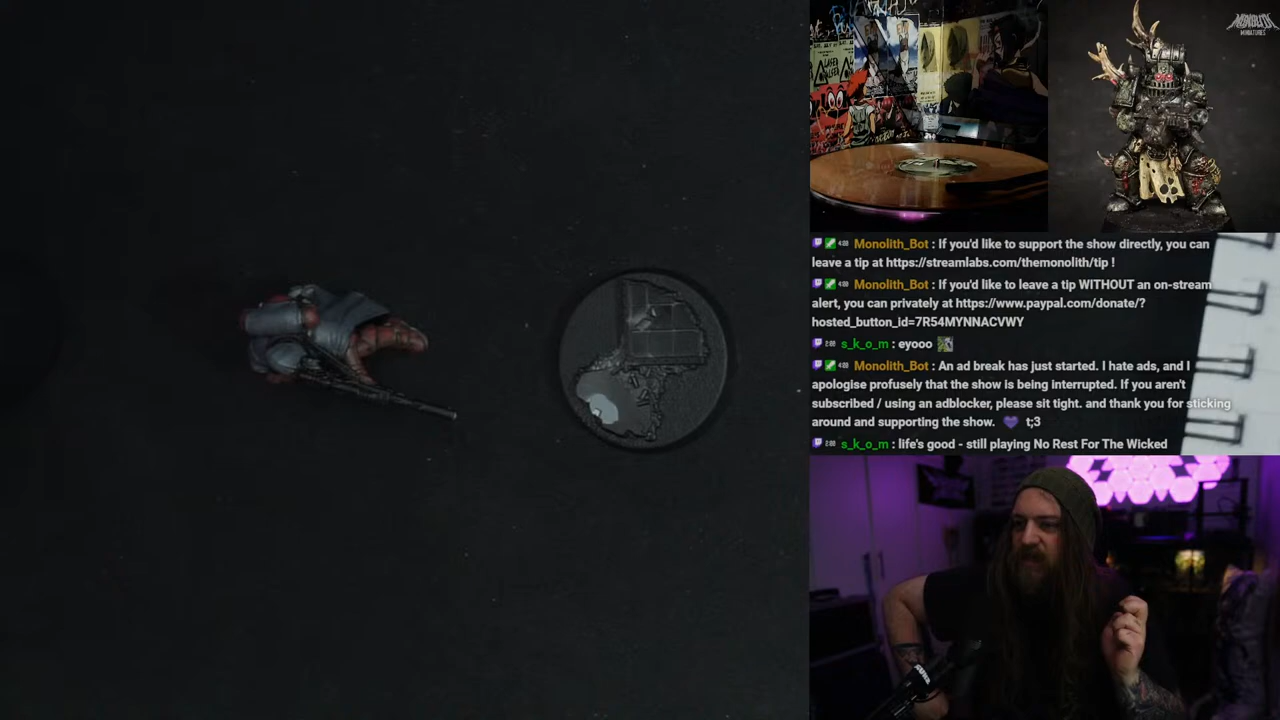 MONOLITH
MINIATURES
Monolith_Bot : If you'd like to support the show directly, you can
leave a tip at https://streamlabs.com/themonolith/tip !
Monolith_Bot : If you'd like to leave a tip WITHOUT an on-stream
alert, you can privately at https://www.paypal.com/donate/?
hosted_button_id=7R54MYNNACVWY
s_k_o_m : eyooo
Monolith_Bot : An ad break has just started. I hate ads, and I
apologise profusely that the show is being interrupted. If you aren't
subscribed / using an adblocker, please sit tight. and thank you for sticking
around and supporting the show. t;3
s_k_o_m : life's good - still playing No Rest For The Wicked